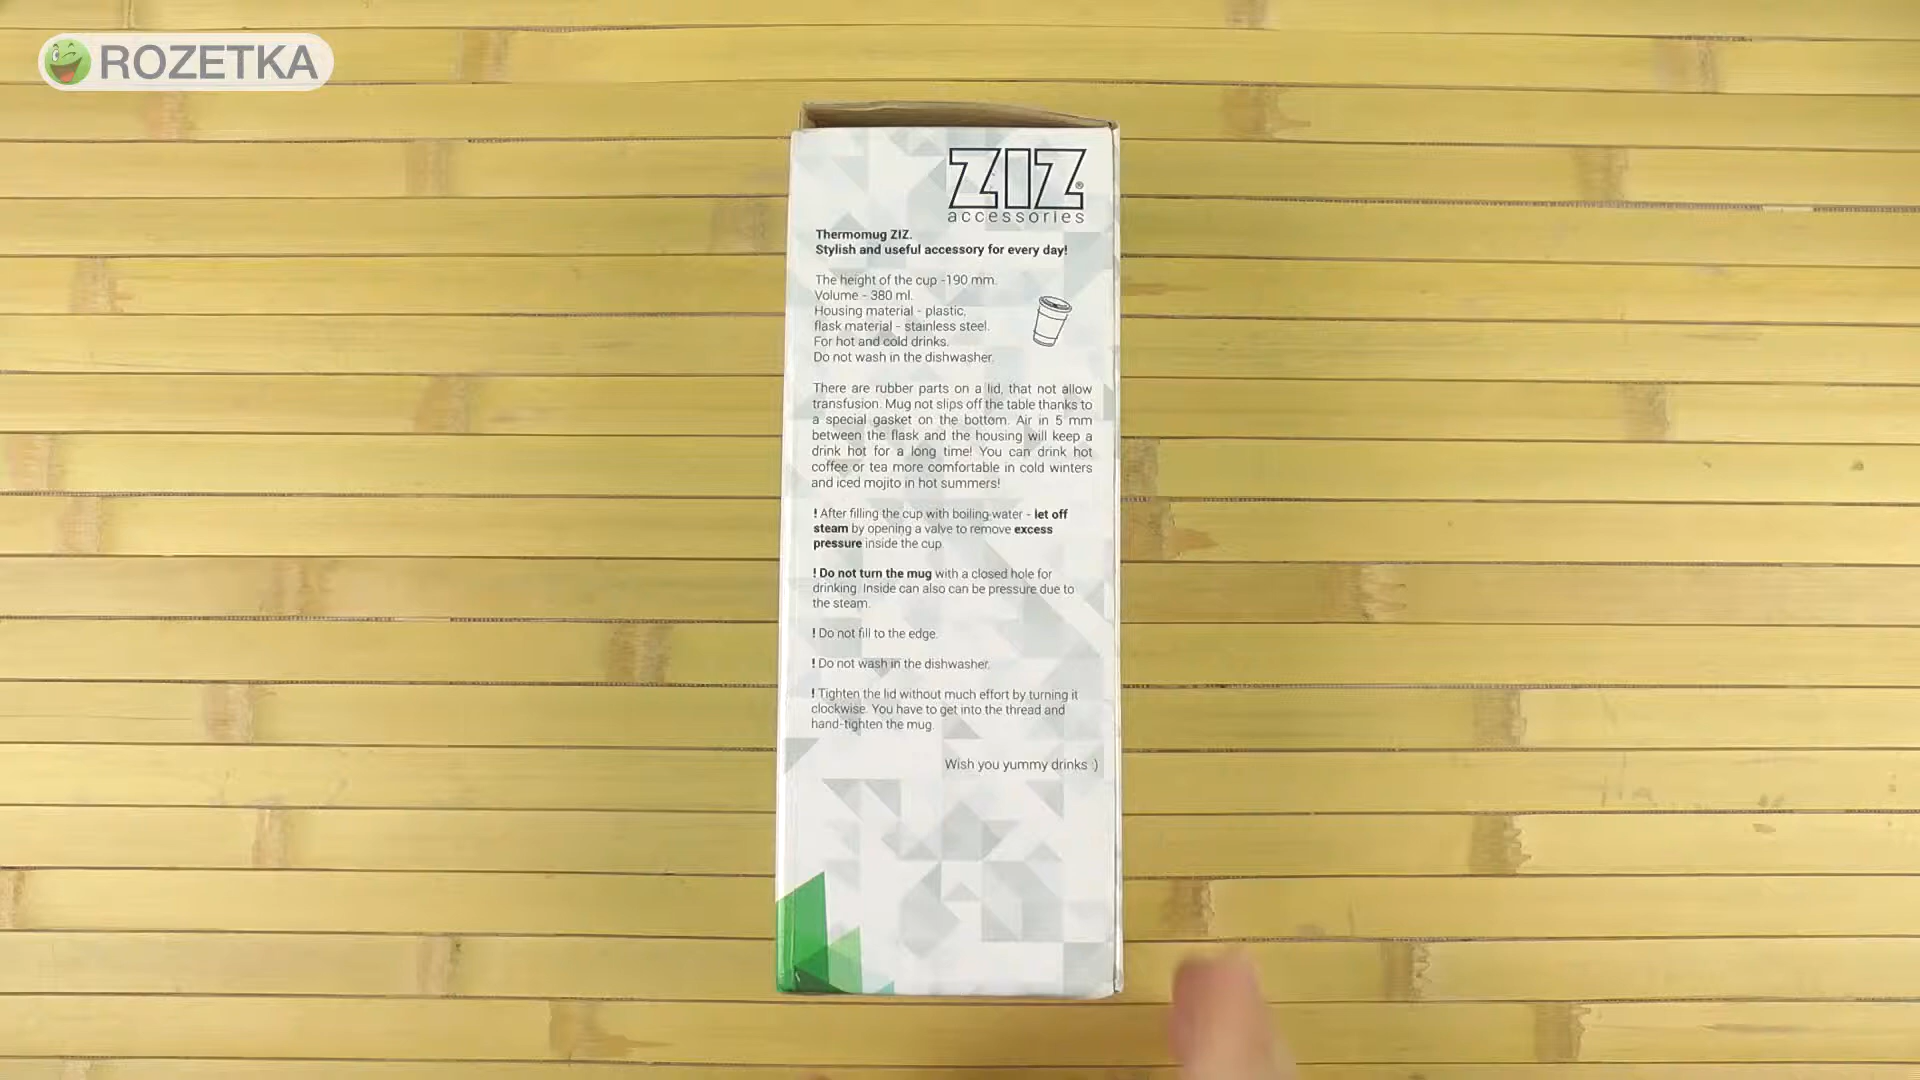 ROZETKA
ZIZ®
accessories
Thermomug ZIZ.
Stylish and useful accessory for every day!
The height of the cup -190 mm.
Volume - 380 ml.
Housing material - plastic,
flask material - stainless steel.
For hot and cold drinks.
Do not wash in the dishwasher.
There are rubber parts on a lid, that not allow
transfusion. Mug not slips off the table thanks to
a special gasket on the bottom. Air in 5 mm
between the flask and the housing will keep a
drink hot for a long time! You can drink hot
coffee or tea more comfortable in cold winters
and iced mojito in hot summers!
! After filling the cup with boiling water - let off
steam by opening a valve to remove excess
pressure inside the cup.
! Do not turn the mug with a closed hole for
drinking. Inside can also can be pressure due to
the steam.
! Do not fill to the edge.
! Do not wash in the dishwasher.
! Tighten the lid without much effort by turning it
clockwise. You have to get into the thread and
hand-tighten the mug.
Wish you yummy drinks :)